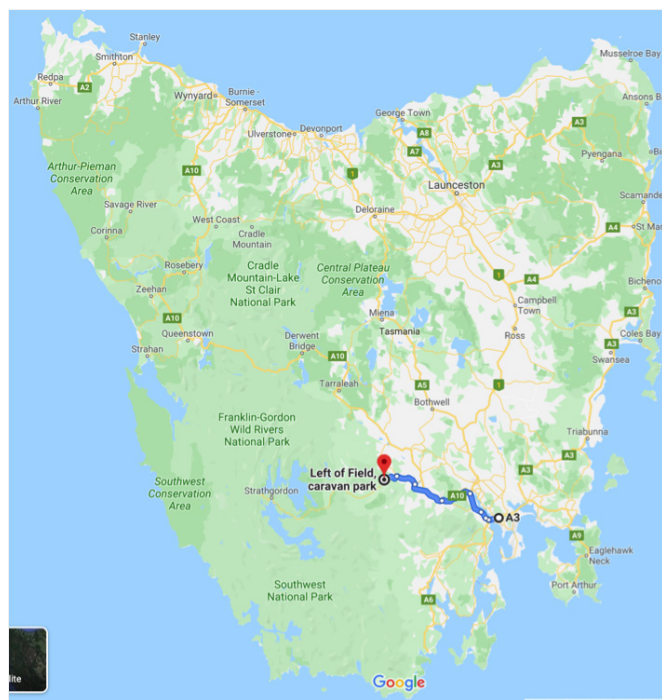 Stanley
Smithton
Musselroe Bay
Redpa
A2
Arthur River
Wynyard
Burnie -
Somerset
Ansons B
George Town
Devonport
Ulverstone
A8
A3
A7
Bi
Pyengana
Arthur-Pieman
Conservation
Area
A10
1
A3
Launceston
Savage River
Deloraine
Scamande
West Coast
A4
St Mar
Corinna
Cradle
Mountain
Rosebery
Cradle
Mountain-Lake
St Clair
National Park
Central Plateau
Conservation
Area
1
A4
Bicheno
Zeehan
Campbell
Town
Miena
A3
A10
Tasmania
Queenstown
Ross
Derwent
Bridge
Coles Bay
A3
Strahan
A10
Swansea
Tarraleah
A5
1
Bothwell
Franklin-Gordon
Wild Rivers
National Park
Triabunna
Left of Field,
caravan park
A3
A3
Southwest
Conservation
Area
Strathgordon
A10
A3
A9
Eaglehawk
Neck
Southwest
National Park
Port Arthur
A6
lite
Google